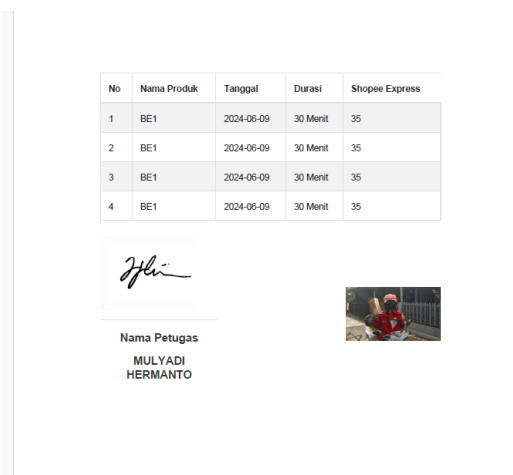 No Nama Produk Tanggal Durasi Shopee Express
1 BE1 2024-06-09 30 Menit 35
2 BE1 2024-06-09 30 Menit 35
3 BE1 2024-06-09 30 Menit 35
4 BE1 2024-06-09 30 Menit 35
Nama Petugas
MULYADI
HERMANTO